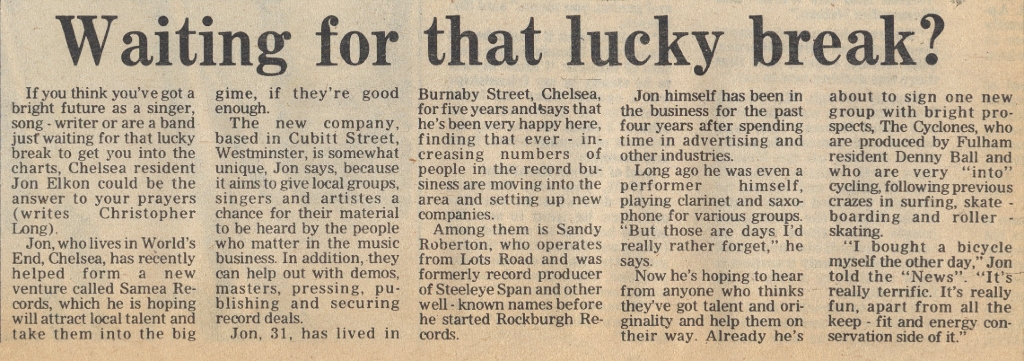 Waiting for that lucky break?
If you think you've got a
bright future as a singer,
song - writer or are a band
just waiting for that lucky
break to get you into the
charts, Chelsea resident
Jon Elkon could be the
answer to your prayers
(writes Christopher
Long).
Jon, who lives in World's
End, Chelsea, has recently
helped form a new
venture called Samea Re-
cords, which he is hoping
will attract local talent and
take them into the big
gime, if they're good
enough.
The new company,
based in Cubitt Street,
Westminster, is somewhat
unique, Jon says, because
it aims to give local groups,
singers and artistes a
chance for their material
to be heard by the people
who matter in the music
business. In addition, they
can help out with demos,
masters, pressing, pu-
blishing and securing
record deals.
Jon, 31, has lived in
Burnaby Street, Chelsea,
for five years and says that
he's been very happy here,
finding that ever - in-
creasing numbers of
people in the record bu-
siness are moving into the
area and setting up new
companies.
Among them is Sandy
Roberton, who operates
from Lots Road and was
formerly record producer
of Steeleye Span and other
well - known names before
he started Rockburgh Re-
cords.
Jon himself has been in
the business for the past
four years after spending
time in advertising and
other industries.
Long ago he was even a
performer himself,
playing clarinet and saxo-
phone for various groups.
"But those are days I'd
really rather forget," he
says.
Now he's hoping to hear
from anyone who thinks
they've got talent and ori-
ginality and help them on
their way. Already he's
about to sign one new
group with bright pro-
spects, The Cyclones, who
are produced by Fulham
resident Denny Ball and
who are very "into"
cycling, following previous
crazes in surfing, skate -
boarding and roller -
skating.
"I bought a bicycle
myself the other day," Jon
told the "News". "It's
really terrific. It's really
fun, apart from all the
keep - fit and energy con-
servation side of it."